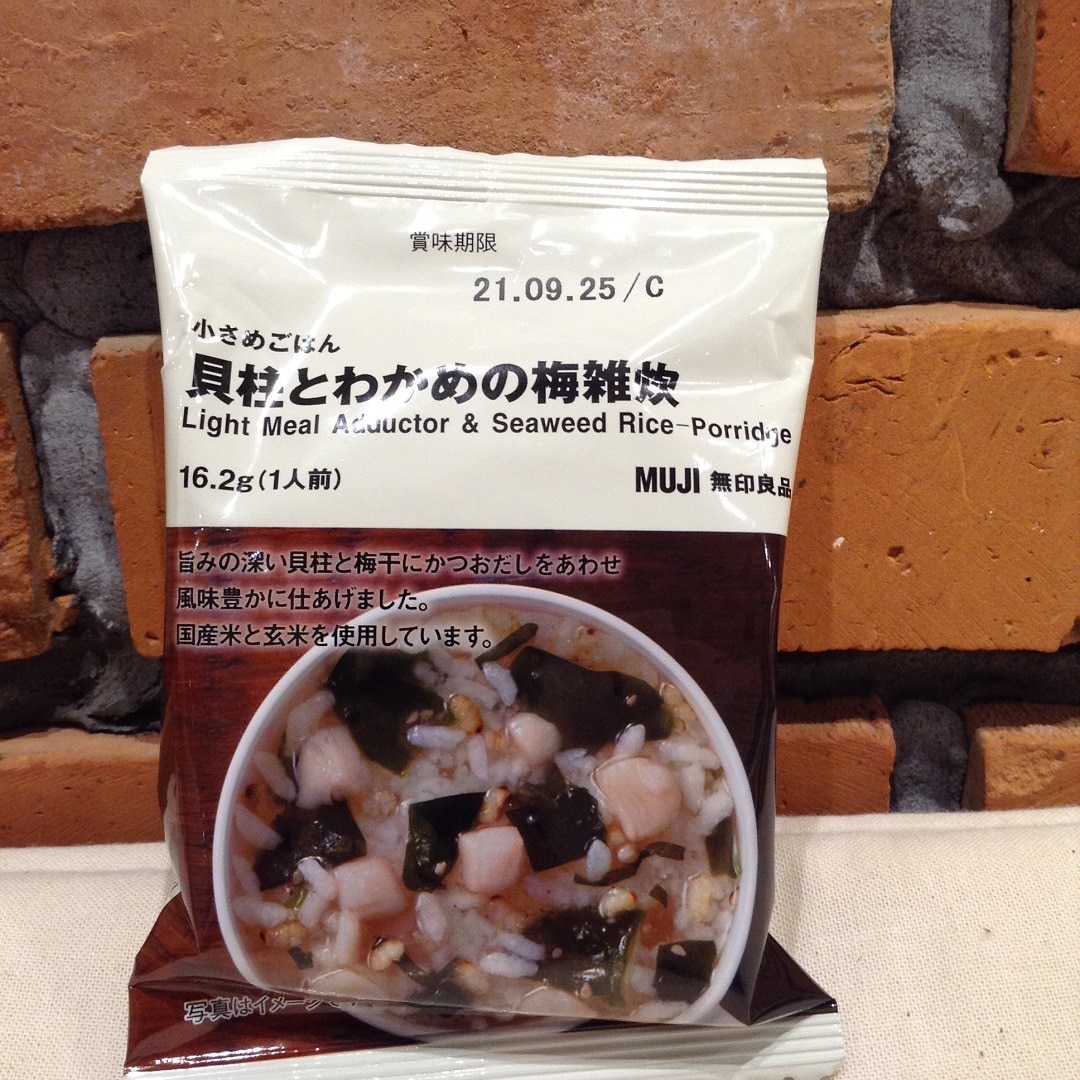 賞味期限
21.09.25/C
小さめごはん
貝柱とわかめの梅雑炊
Light Meal Adductor & Seaweed Rice-Porridge
16.2g(1人前) MUJI 無印良品
旨みの深い貝柱と梅干にかつおだしをあわせ
風味豊かに仕あげました。
国産米と玄米を使用しています。
写真はイメージです